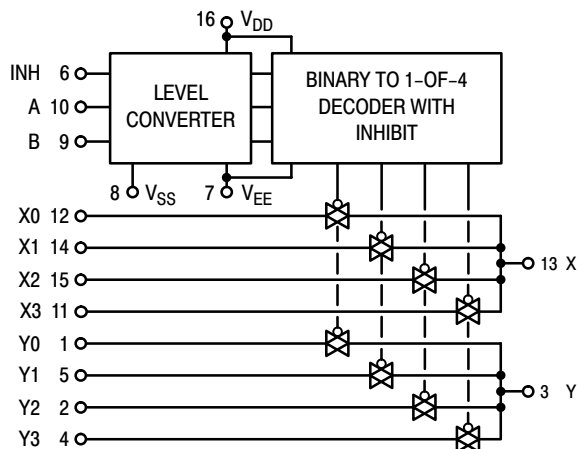 16 VDD
INH 6
A 10
B 9
LEVEL
CONVERTER
BINARY TO 1–OF–4
DECODER WITH
INHIBIT
8 VSS
7 VEE
X0 12
X1 14
X2 15
X3 11
13 X
Y0 1
Y1 5
Y2 2
Y3 4
3 Y